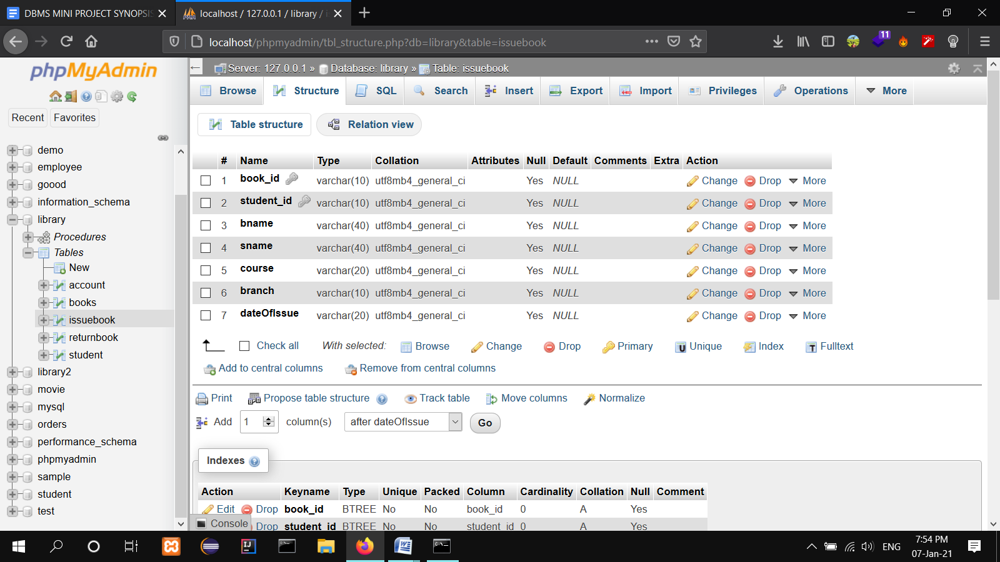 DBMS MINI PROJECT SYNOPSIS
localhost / 127.0.0.1 / library / i
localhost/phpmyadmin/tbl_structure.php?db=library&table=issuebook
11
phpMyAdmin
Recent Favorites
demo
employee
goood
information_schema
library
Procedures
Tables
New
account
books
issuebook
returnbook
student
library2
movie
mysql
orders
performance_schema
phpmyadmin
sample
student
test
Server: 127.0.0.1 » Database: library » Table: issuebook
Browse Structure SQL Search Insert Export Import Privileges Operations More
Table structure Relation view
# Name Type Collation Attributes Null Default Comments Extra Action
1 book_id varchar(10) utf8mb4_general_ci Yes NULL Change Drop More
2 student_id varchar(10) utf8mb4_general_ci Yes NULL Change Drop More
3 bname varchar(40) utf8mb4_general_ci Yes NULL Change Drop More
4 sname varchar(40) utf8mb4_general_ci Yes NULL Change Drop More
5 course varchar(20) utf8mb4_general_ci Yes NULL Change Drop More
6 branch varchar(10) utf8mb4_general_ci Yes NULL Change Drop More
7 dateOfIssue varchar(20) utf8mb4_general_ci Yes NULL Change Drop More
Check all With selected: Browse Change Drop Primary Unique Index Fulltext
Add to central columns Remove from central columns
Print Propose table structure Track table Move columns Normalize
Add 1 column(s) after dateOfIssue Go
Indexes
Action Keyname Type Unique Packed Column Cardinality Collation Null Comment
Edit Drop book_id BTREE No No book_id 0 A Yes
Drop student_id BTREE No No student_id 0 A Yes
Console
ENG
7:54 PM
07-Jan-21